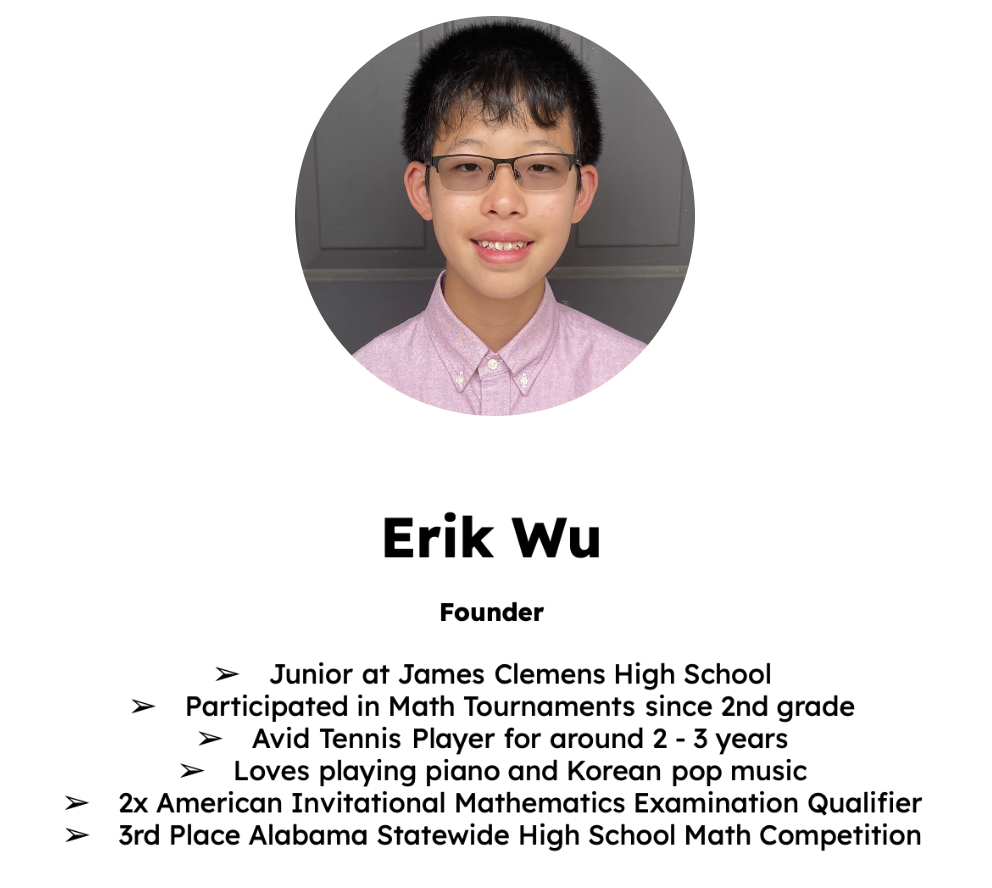 Erik Wu
Founder
➢ Junior at James Clemens High School
➢ Participated in Math Tournaments since 2nd grade
➢ Avid Tennis Player for around 2 - 3 years
➢ Loves playing piano and Korean pop music
➢ 2x American Invitational Mathematics Examination Qualifier
➢ 3rd Place Alabama Statewide High School Math Competition